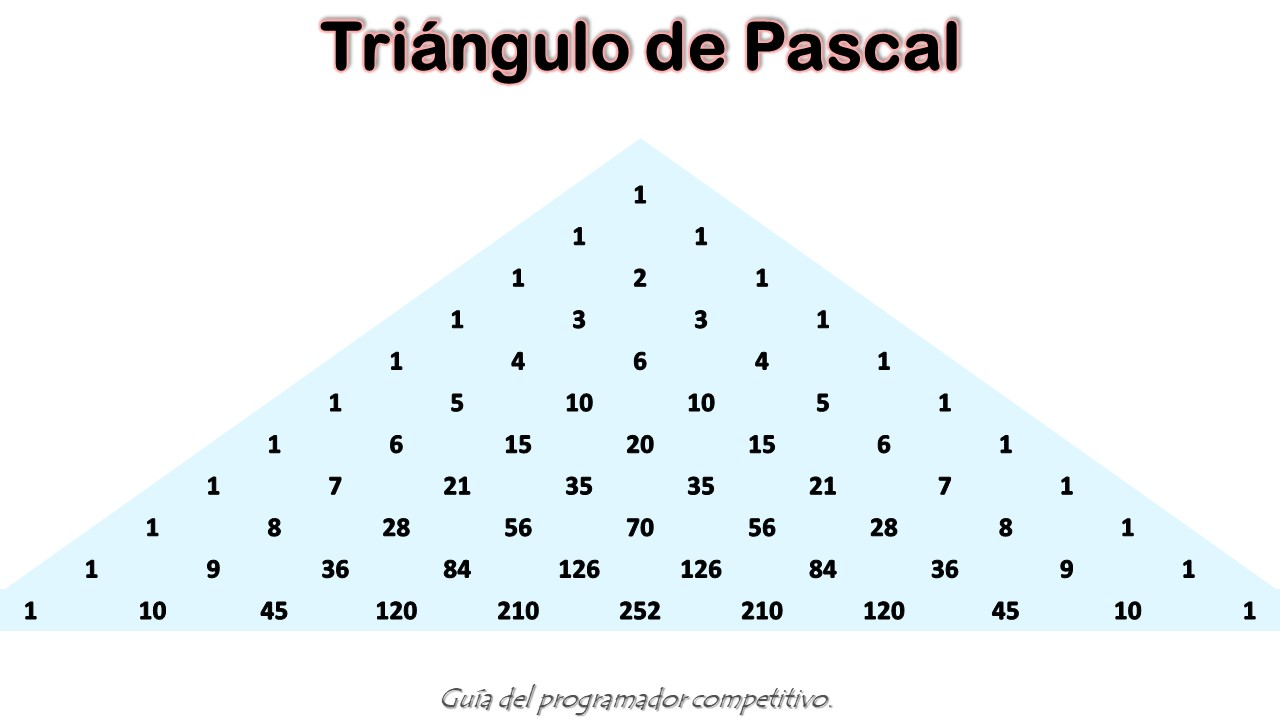 Triángulo de Pascal
1
1 1
1 2 1
1 3 3 1
1 4 6 4 1
1 5 10 10 5 1
1 6 15 20 15 6 1
1 7 21 35 35 21 7 1
1 8 28 56 70 56 28 8 1
1 9 36 84 126 126 84 36 9 1
1 10 45 120 210 252 210 120 45 10 1
Guía del programador competitivo.